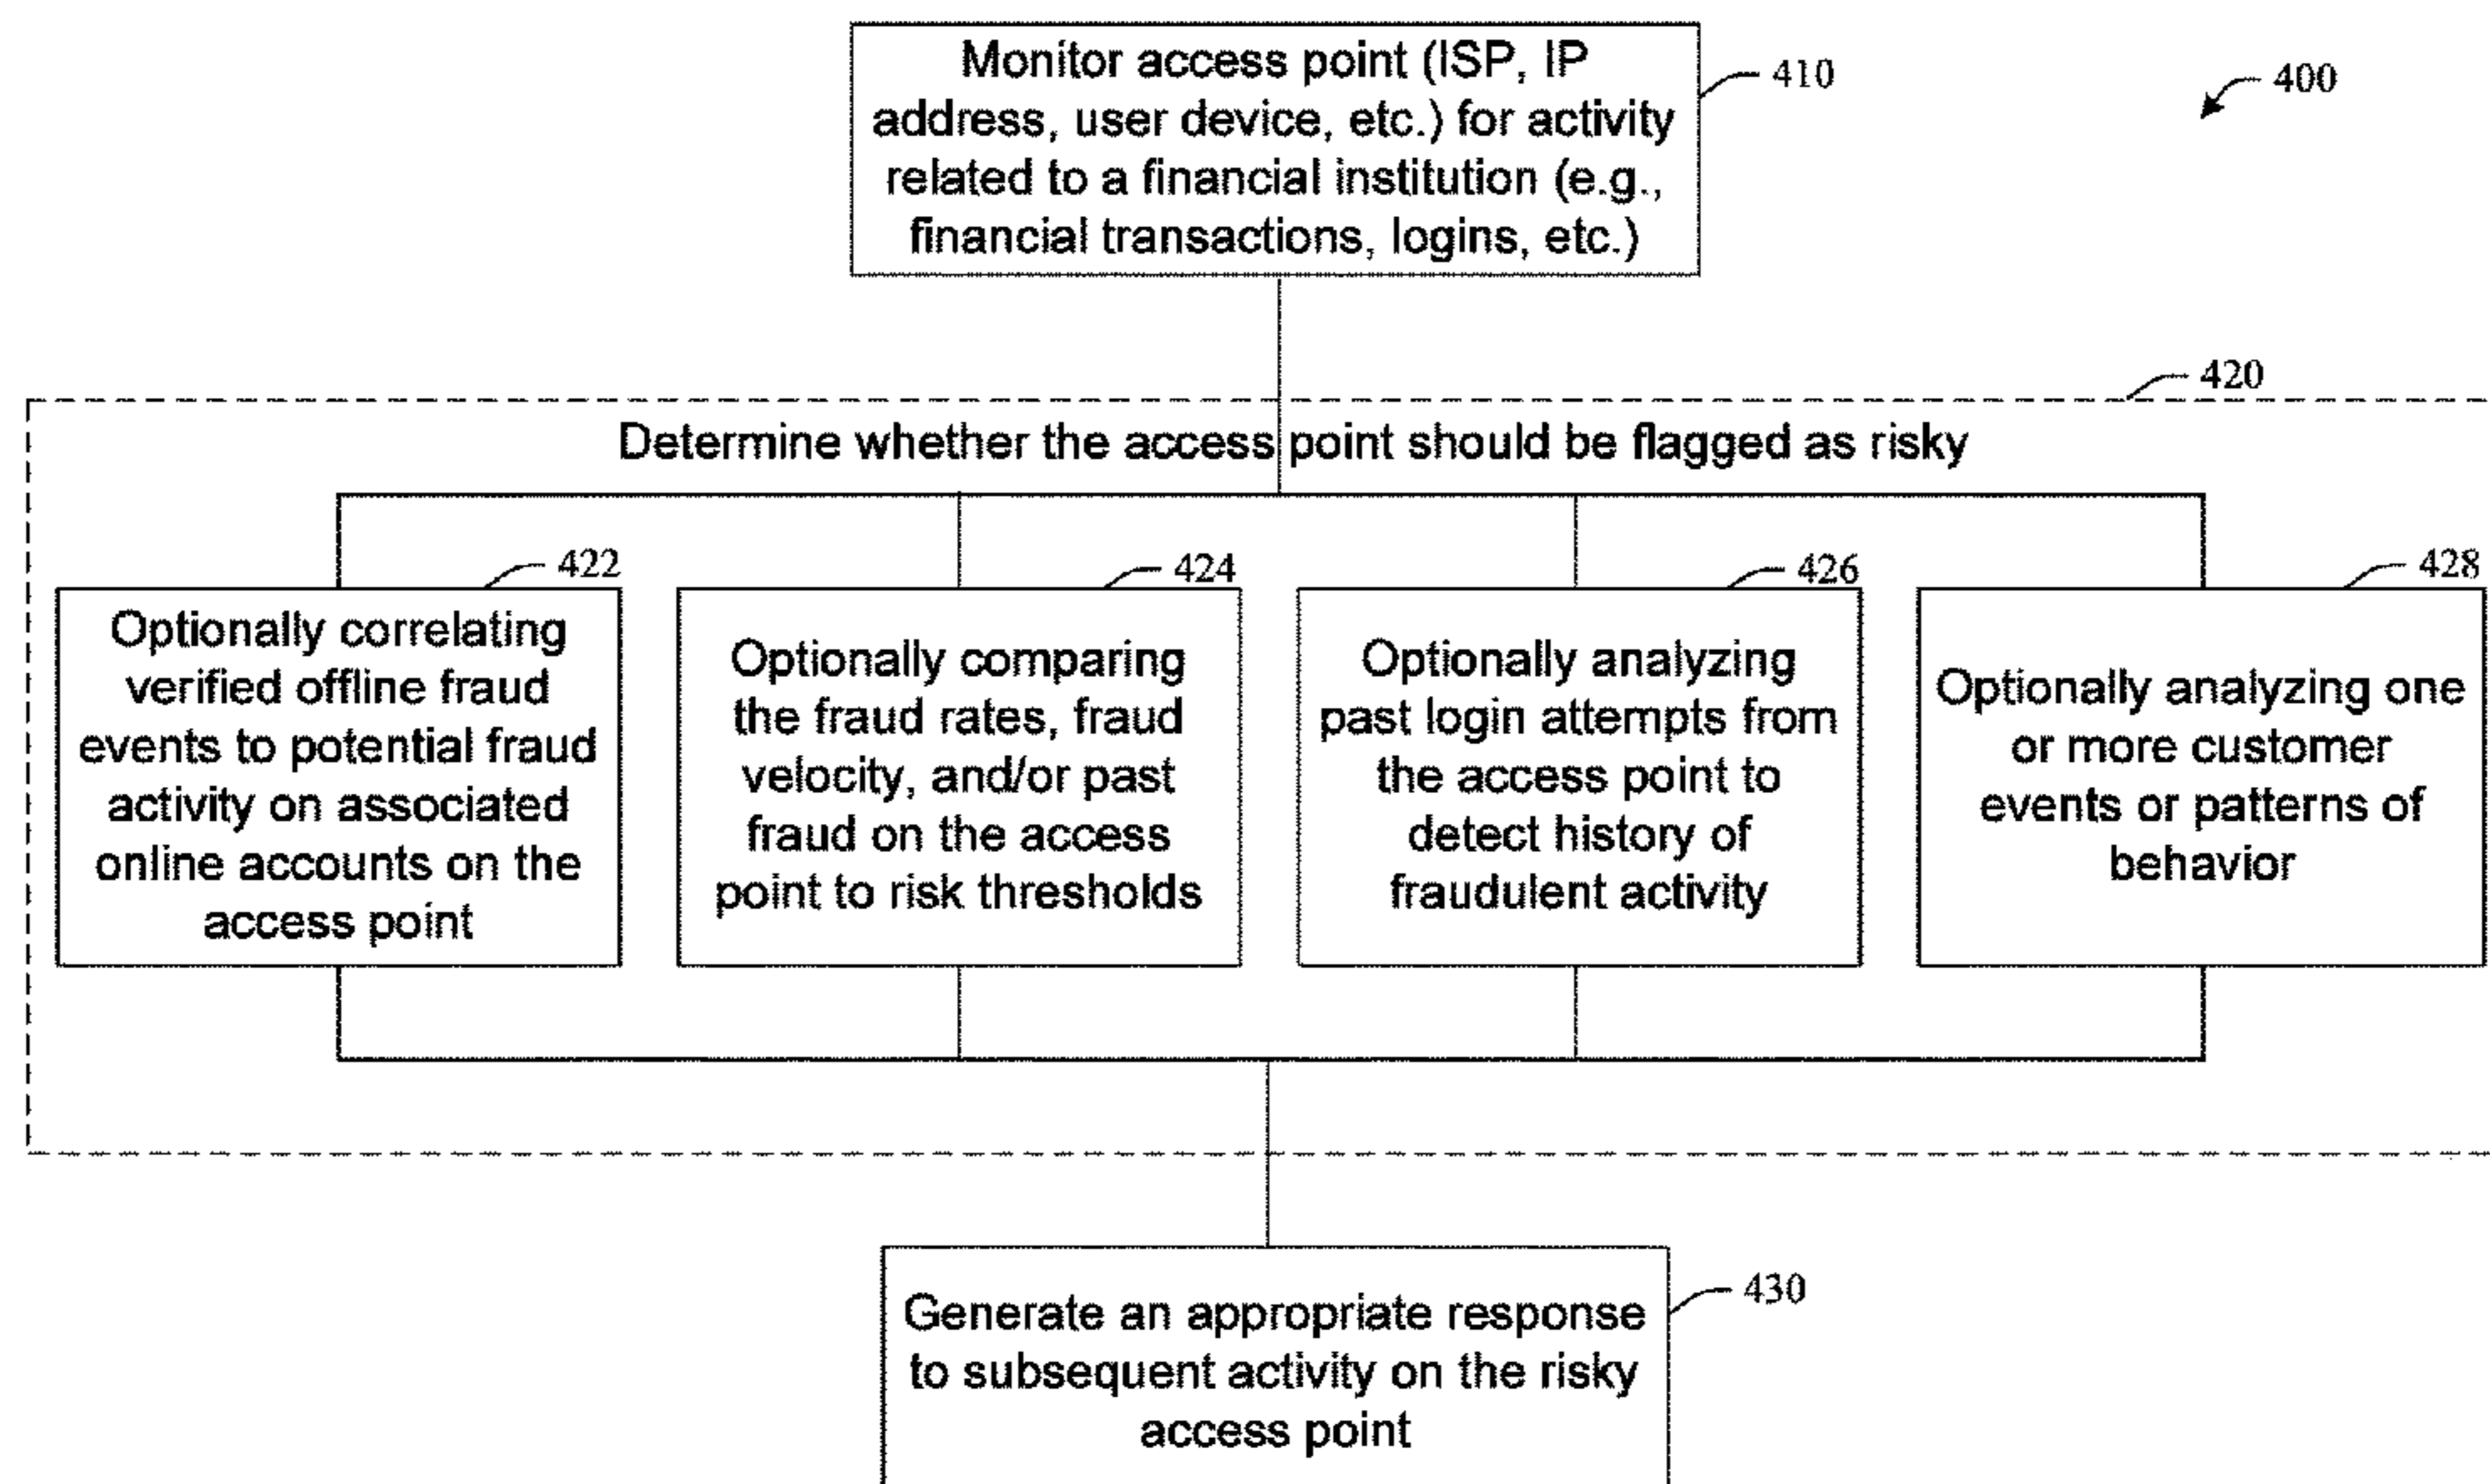 Monitor access point (ISP, IP
address, user device, etc.) for activity
related to a financial institution (e.g.,
financial transactions, logins, etc.)
410
400
420
Determine whether the access point should be flagged as risky
422
Optionally correlating
verified offline fraud
events to potential fraud
activity on associated
online accounts on the
access point
424
Optionally comparing
the fraud rates, fraud
velocity, and/or past
fraud on the access
point to risk thresholds
426
Optionally analyzing
past login attempts from
the access point to
detect history of
fraudulent activity
428
Optionally analyzing one
or more customer
events or patterns of
behavior
430
Generate an appropriate response
to subsequent activity on the risky
access point